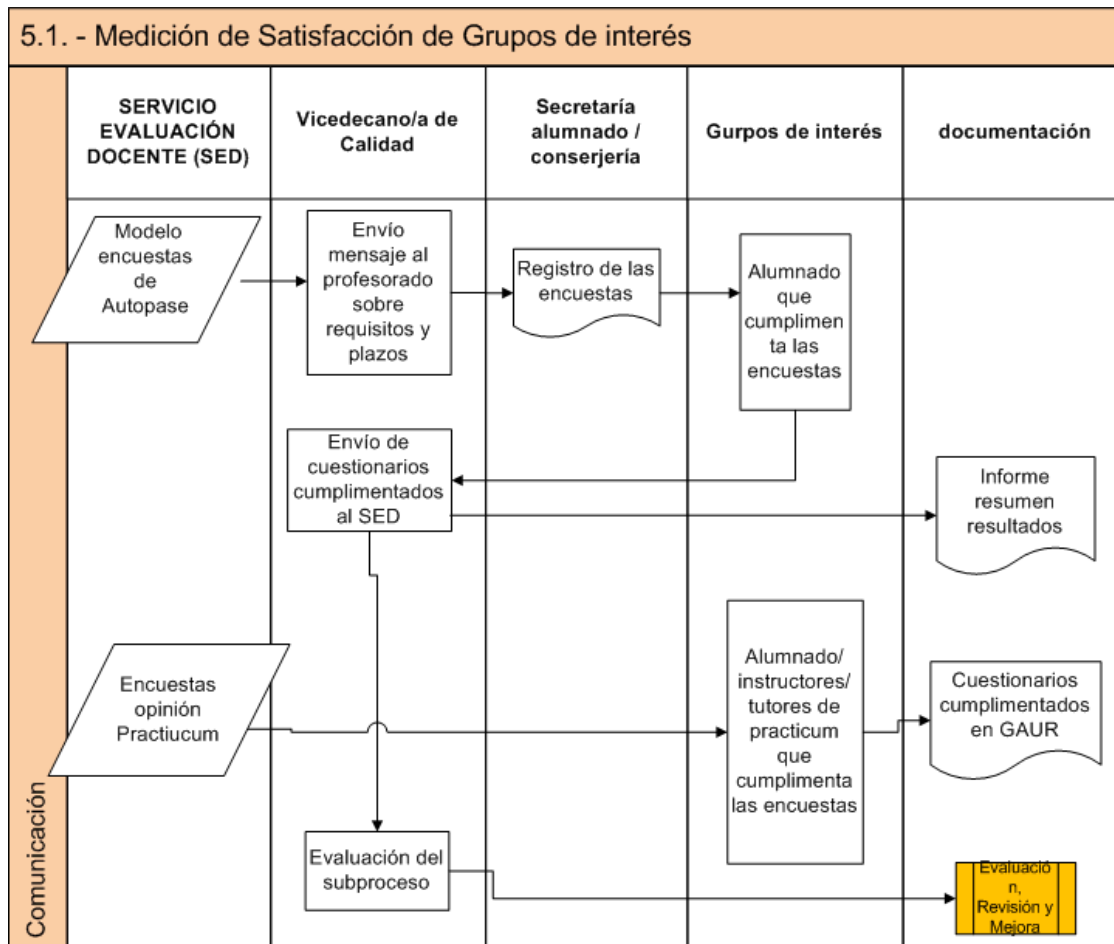 5.1. - Medición de Satisfacción de Grupos de interés
SERVICIO
EVALUACIÓN
DOCENTE (SED)
Vicedecano/a de
Calidad
Secretaría
alumnado /
conserjería
Gurpos de interés
documentación
Modelo
encuestas
de
Autopase
Envío
mensaje al
profesorado
sobre
requisitos y
plazos
Registro de las
encuestas
Alumnado
que
cumplimen
ta las
encuestas
Envío de
cuestionarios
cumplimentados
al SED
Informe
resumen
resultados
Encuestas
opinión
Practiucum
Alumnado/
instructores/
tutores de
practicum
que
cumplimenta
las encuestas
Cuestionarios
cumplimentados
en GAUR
Evaluación del
subproceso
Evaluació
n,
Revisión y
Mejora
Comunicación